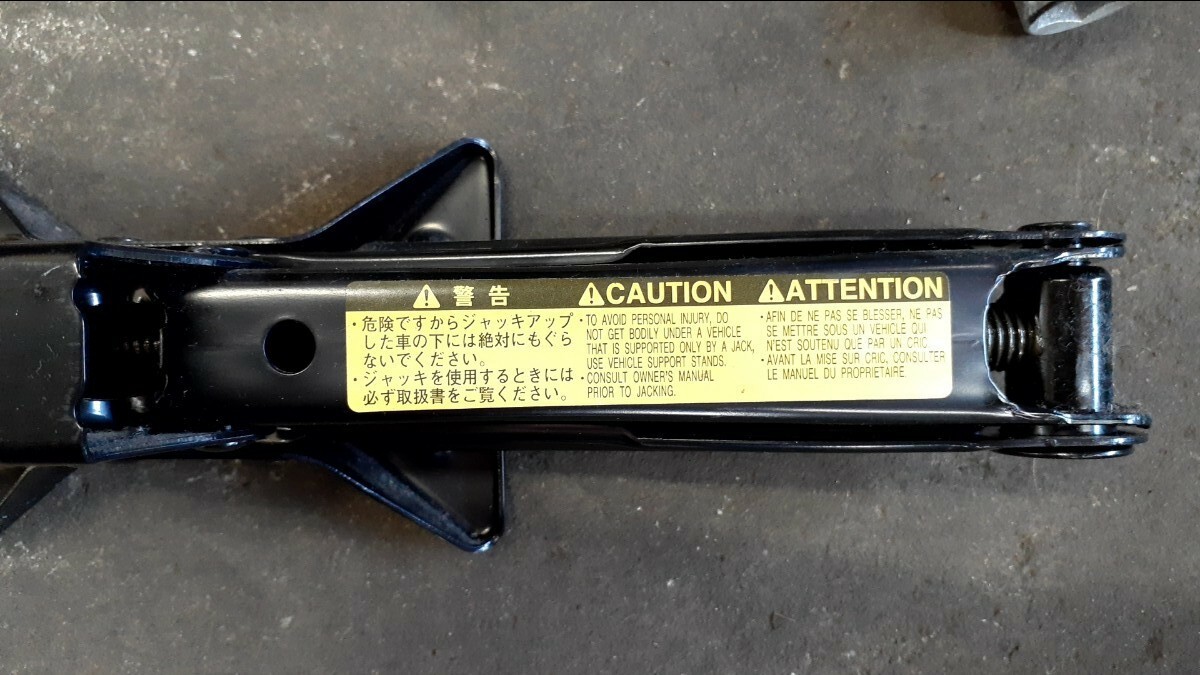 ⚠ 警告
・危険ですからジャッキアップ
した車の下には絶対にもぐら
ないでください。
・ジャッキを使用するときには
必ず取扱書をご覧ください。
⚠CAUTION
・TO AVOID PERSONAL INJURY, DO
NOT GET BODILY UNDER A VEHICLE
THAT IS SUPPORTED ONLY BY A JACK,
USE VEHICLE SUPPORT STANDS.
・CONSULT OWNER'S MANUAL
PRIOR TO JACKING.
⚠ATTENTION
・AFIN DE NE PAS SE BLESSER, NE PAS
SE METTRE SOUS UN VEHICLE QUI
N'EST SOUTENU QUE PAR UN CRIC.
・AVANT LA MISE SUR CRIC, CONSULTER
LE MANUEL DU PROPRIETAIRE.